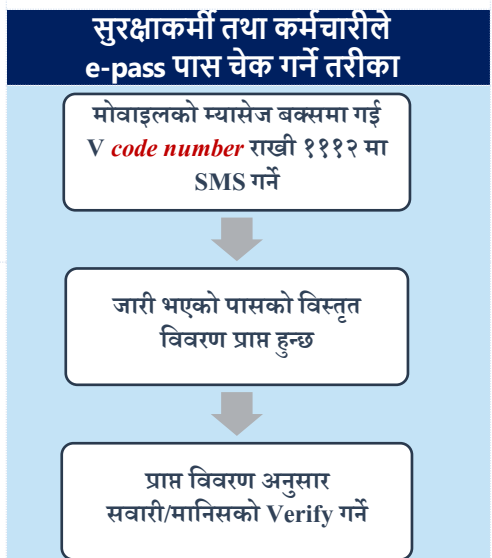 सुरक्षाकर्मी तथा कर्मचारीले
e-pass पास चेक गर्ने तरीका
मोवाइलको म्यासेज बक्समा गई
V code number राखी १११२ मा
SMS गर्ने
जारी भएको पासको विस्तृत
विवरण प्राप्त हुन्छ
प्राप्त विवरण अनुसार
सवारी/मानिसको Verify गर्ने